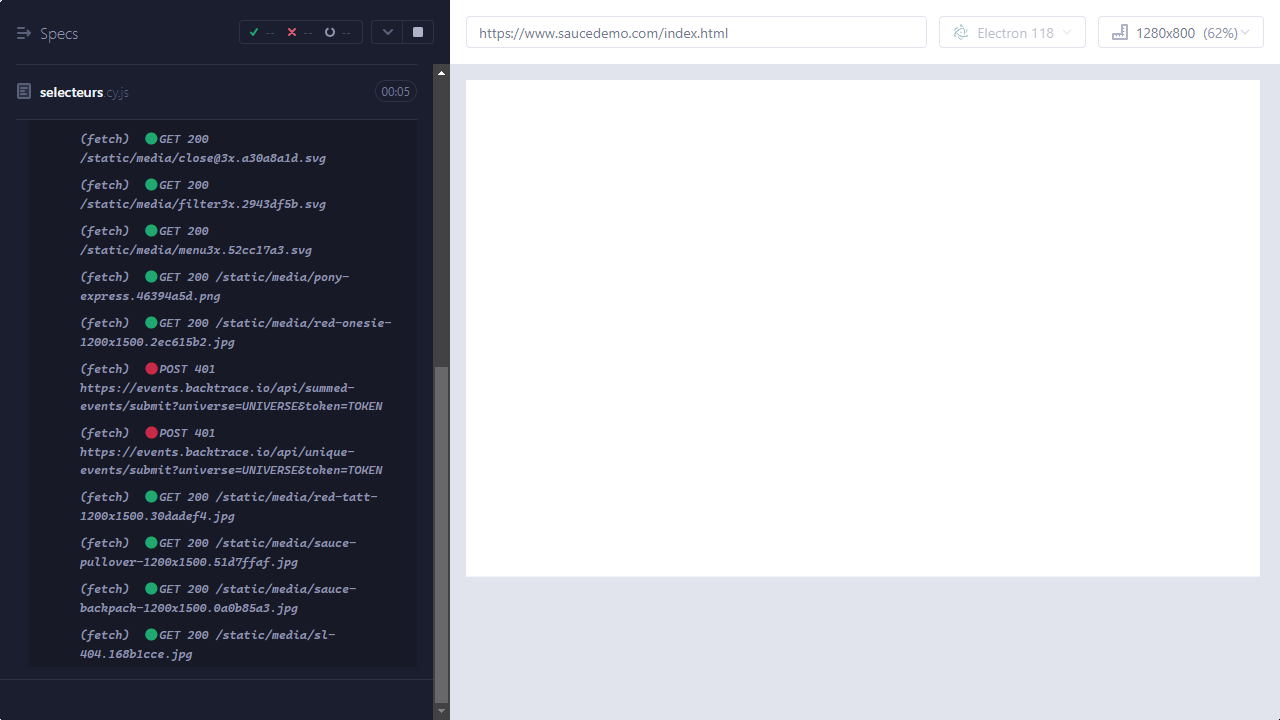 Specs
-- -- --
https://www.saucedemo.com/index.html
Electron 118
1280x800 (62%)
selecteurs.cy.js
00:05
(fetch) GET 200
/static/media/close@3x.a30a8a1d.svg
(fetch) GET 200
/static/media/filter3x.2943df5b.svg
(fetch) GET 200
/static/media/menu3x.52cc17a3.svg
(fetch) GET 200 /static/media/pony-
express.46394a5d.png
(fetch) GET 200 /static/media/red-onesie-
1200x1500.2ec615b2.jpg
(fetch) POST 401
https://events.backtrace.io/api/summed-
events/submit?universe=UNIVERSE&token=TOKEN
(fetch) POST 401
https://events.backtrace.io/api/unique-
events/submit?universe=UNIVERSE&token=TOKEN
(fetch) GET 200 /static/media/red-tatt-
1200x1500.30dadef4.jpg
(fetch) GET 200 /static/media/sauce-
pullover-1200x1500.51d7ffaf.jpg
(fetch) GET 200 /static/media/sauce-
backpack-1200x1500.0a0b85a3.jpg
(fetch) GET 200 /static/media/sl-
404.168b1cce.jpg